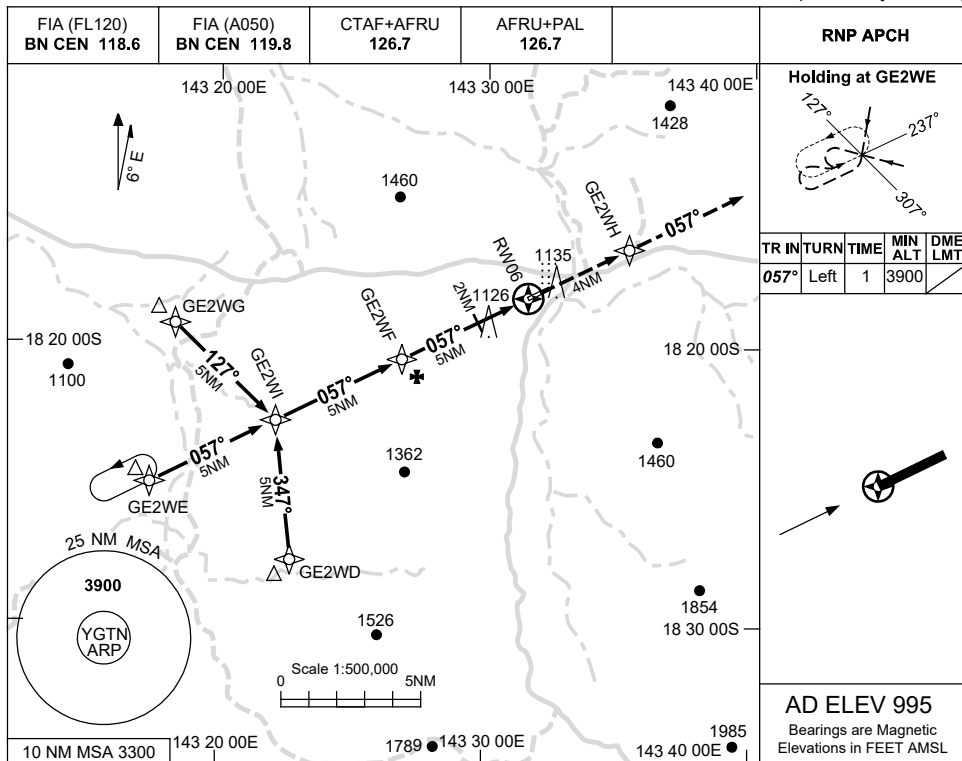 FIA (FL120)
BN CEN 118.6
FIA (A050)
BN CEN 119.8
CTAF+AFRU
126.7
AFRU+PAL
126.7
RNP APCH
143 20 00E
143 30 00E
143 40 00E
6° E
1428
1460
GE2WH
057°
RW06
1135
4NM
1126
2NM
GE2WG
GE2WF
057°
5NM
18 20 00S
18 20 00S
1100
127°
5NM
GE2WI
057°
5NM
1362
1460
057°
5NM
GE2WE
347°
5NM
GE2WD
25 NM MSA
3900
YGTN
ARP
1854
1526
18 30 00S
Scale 1:500,000
0
5NM
10 NM MSA 3300
143 20 00E
1789
143 30 00E
1985
143 40 00E
Holding at GE2WE
127°
237°
307°
TR IN TURN TIME MIN ALT DME LMT
057° Left 1 3900
AD ELEV 995
Bearings are Magnetic
Elevations in FEET AMSL